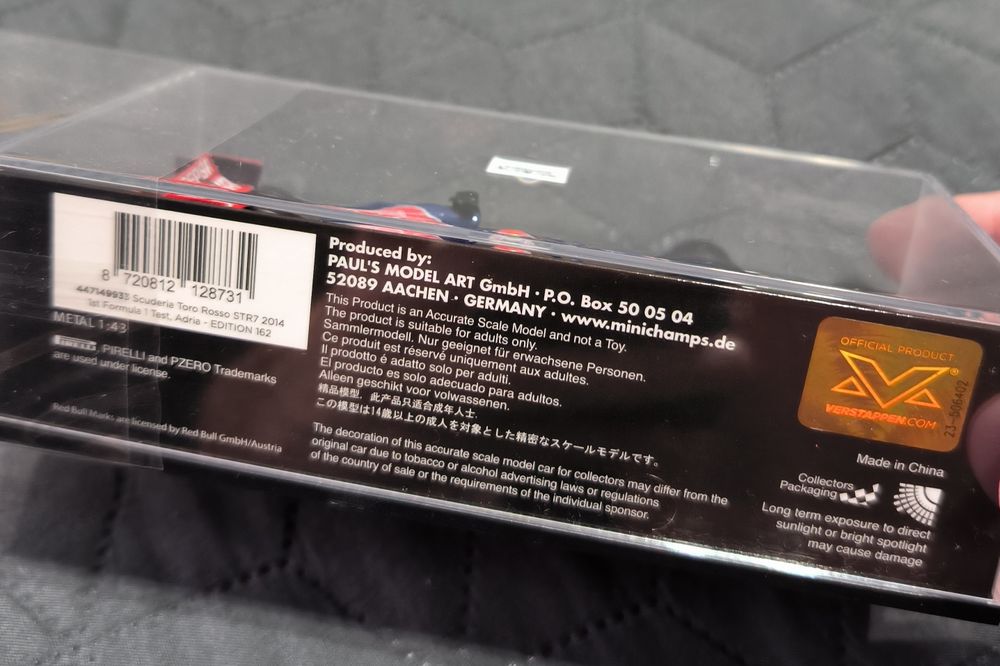 8 720812 128731
447149933 Scuderia Toro Rosso STR7 2014
1st Formula 1 Test, Adria - EDITION 162
METAL 1:43
PIRELLI and PZERO Trademarks
are used under license.
Red Bull Marks are licensed by Red Bull GmbH/Austria
Produced by:
PAUL'S MODEL ART GmbH · P.O. Box 50 05 04
52089 AACHEN · GERMANY · www.minichamps.de
This Product is an Accurate Scale Model and not a Toy.
The product is suitable for adults only.
Sammlermodell. Nur geeignet für erwachsene Personen.
Ce produit est réservé uniquement aux adultes.
Il prodotto é adatto solo per adulti.
El producto es solo adecuado para adultos.
Alleen geschikt voor volwassenen.
精品模型，此产品只适合成年人士.
この模型は14歳以上の成人を対象とした精密なスケールモデルです。
The decoration of this accurate scale model car for collectors may differ from the
original car due to tobacco or alcohol advertising laws or regulations
of the country of sale or the requirements of the individual sponsor.
OFFICIAL PRODUCT
VERSTAPPEN.COM
23-506402
Made in China
Collectors
Packaging
Long term exposure to direct
sunlight or bright spotlight
may cause damage